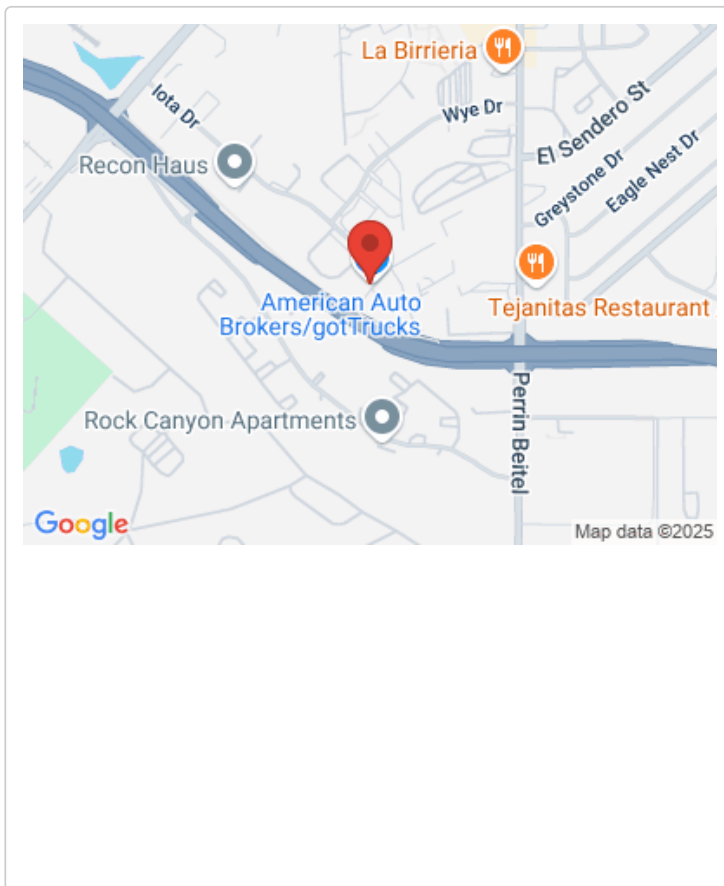 La Birrieria
Iota Dr
Wye Dr
El Sendero St
Recon Haus
Greystone Dr
Eagle Nest Dr
American Auto
Brokers/gotTrucks
Tejanitas Restaurant
Rock Canyon Apartments
Perrin Beitel
Google
Map data ©2025